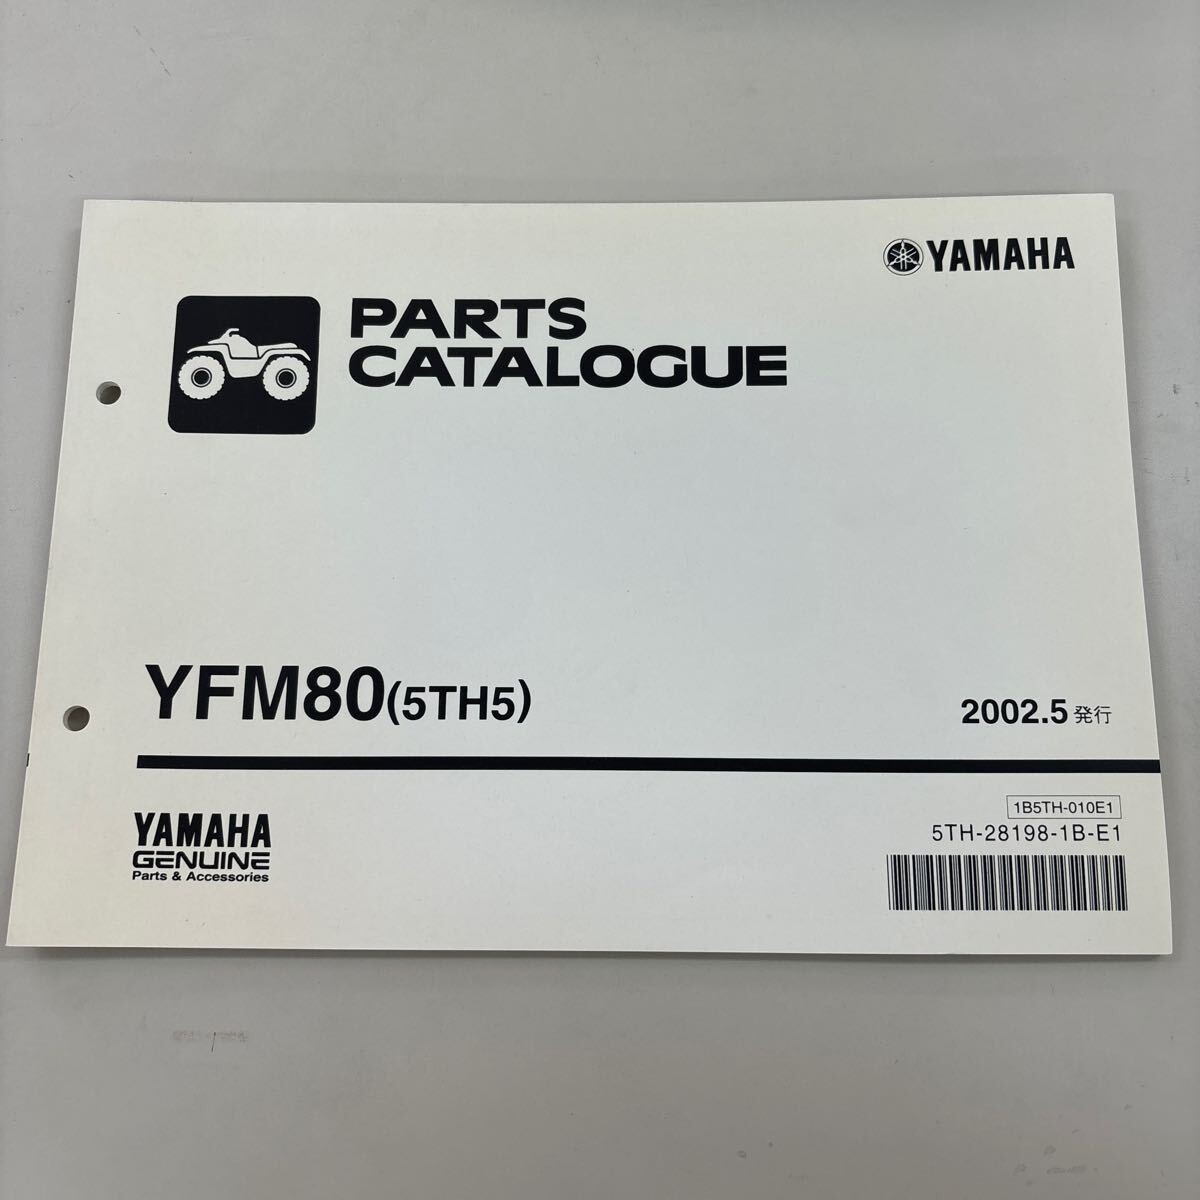 YAMAHA
PARTS
CATALOGUE
YFM80(5TH5)
2002.5 発行
YAMAHA
GENUINE
Parts & Accessories
1B5TH-010E1
5TH-28198-1B-E1